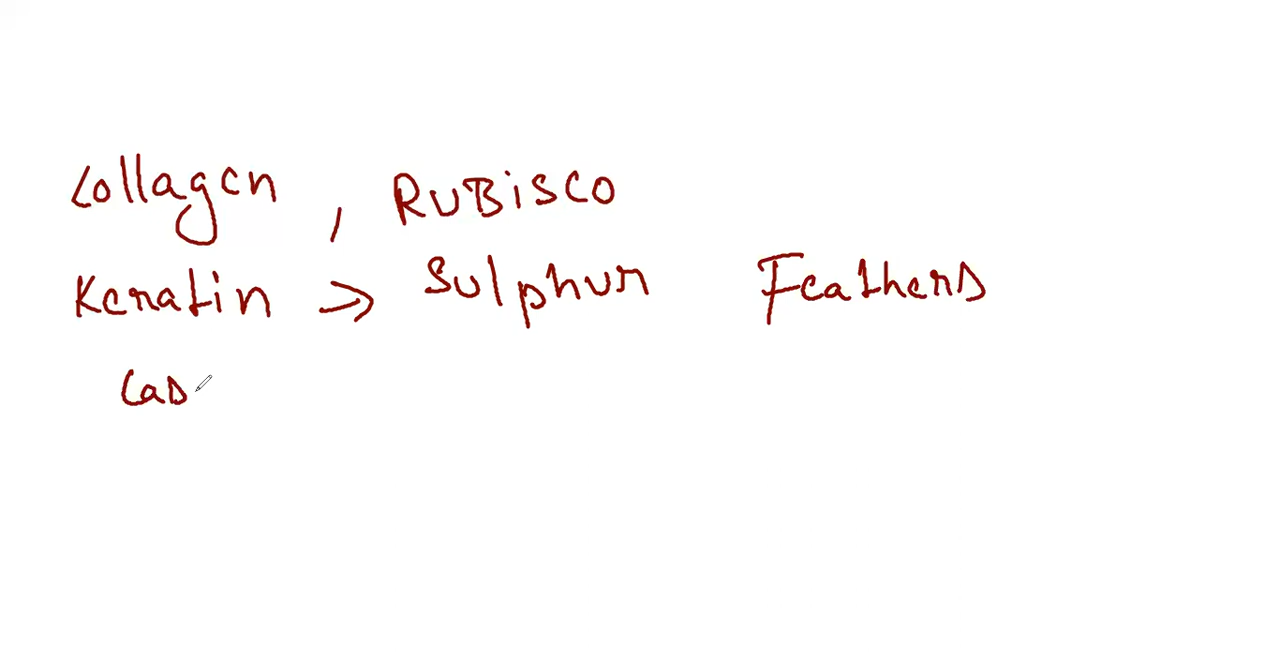 Collagen , RUBISCO
Keratin → Sulphur Feathers
Cas